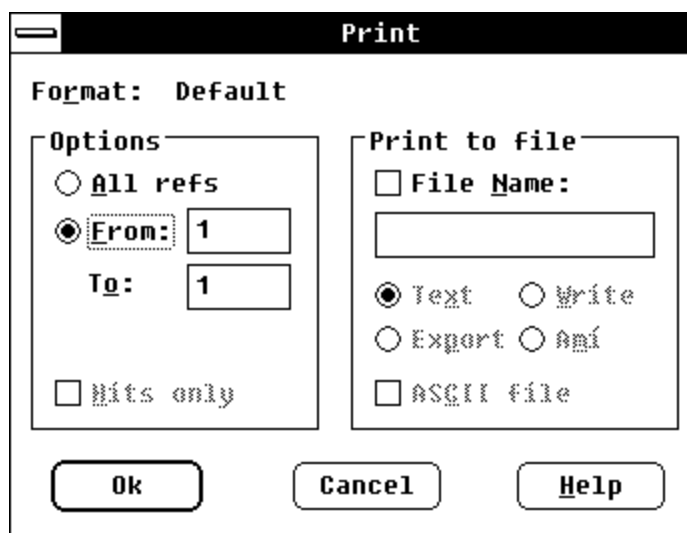 Print
Format: Default
Options
All refs
From: 1
To: 1
Hits only
Print to file
File Name:
Text Write
Export Amí
ASCII file
Ok Cancel Help